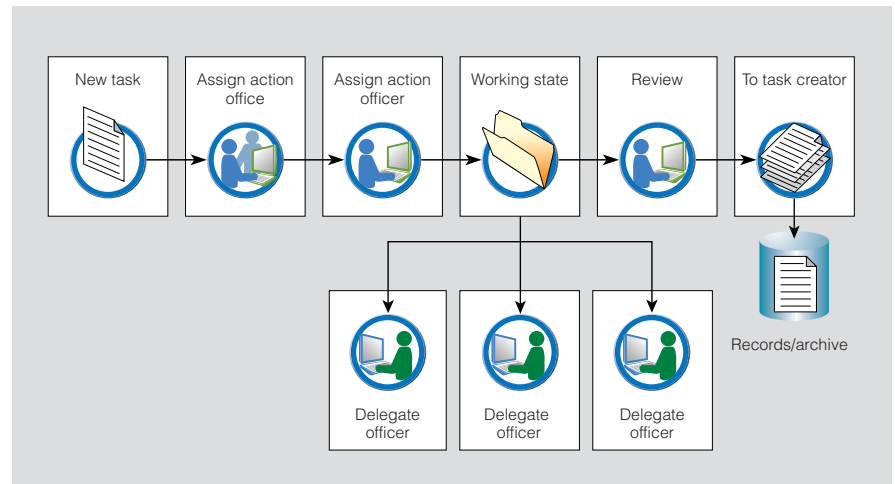 New task
Assign action
office
Assign action
officer
Working state
Review
To task creator
Records/archive
Delegate
officer
Delegate
officer
Delegate
officer